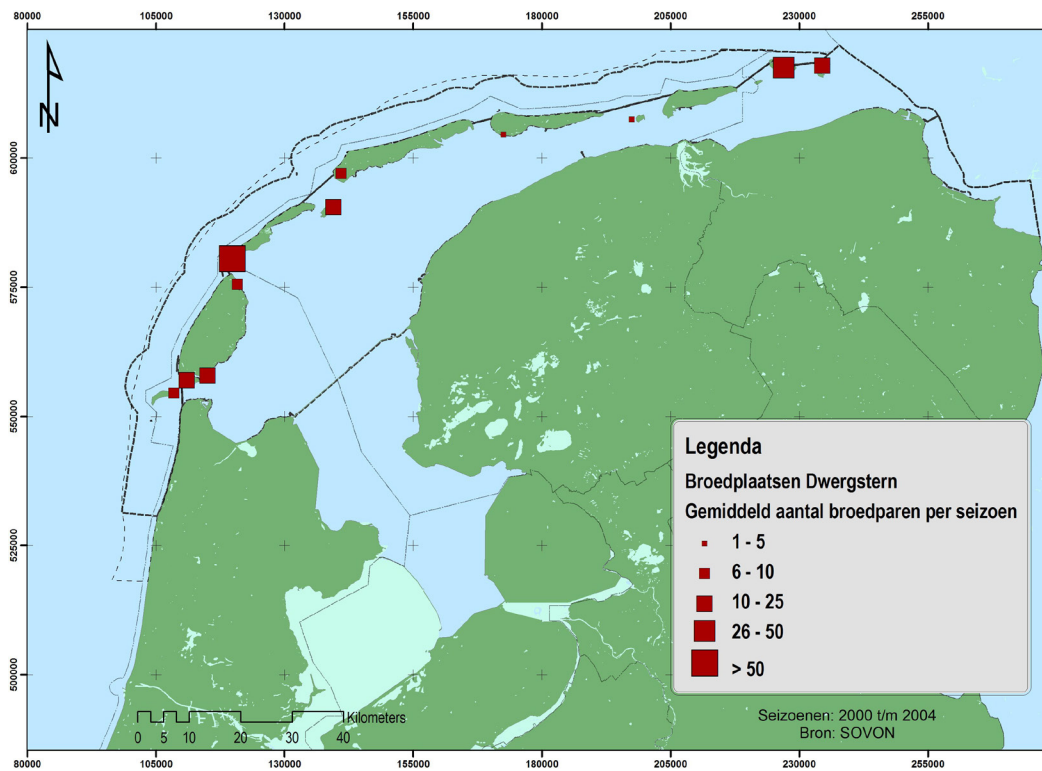 80000 105000 130000 155000 180000 205000 230000 255000
N
600000
575000
550000
525000
500000
Legenda
Broedplaatsen Dwergstern
Gemiddeld aantal broedparen per seizoen
1 - 5
6 - 10
10 - 25
26 - 50
> 50
Kilometers
0 5 10 20 30 40
Seizoenen: 2000 t/m 2004
Bron: SOVON
80000 105000 130000 155000 180000 205000 230000 255000